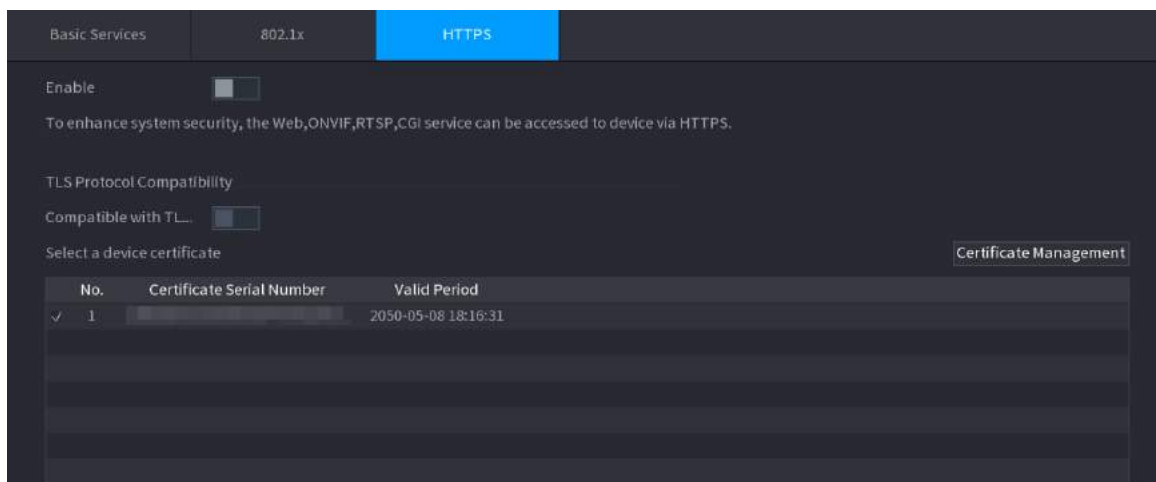 Basic Services 802.1x HTTPS
Enable
To enhance system security, the Web,ONVIF,RTSP,CGI service can be accessed to device via HTTPS.
TLS Protocol Compatibility
Compatible with TL...
Select a device certificate Certificate Management
No. Certificate Serial Number Valid Period
1 2050-05-08 18:16:31